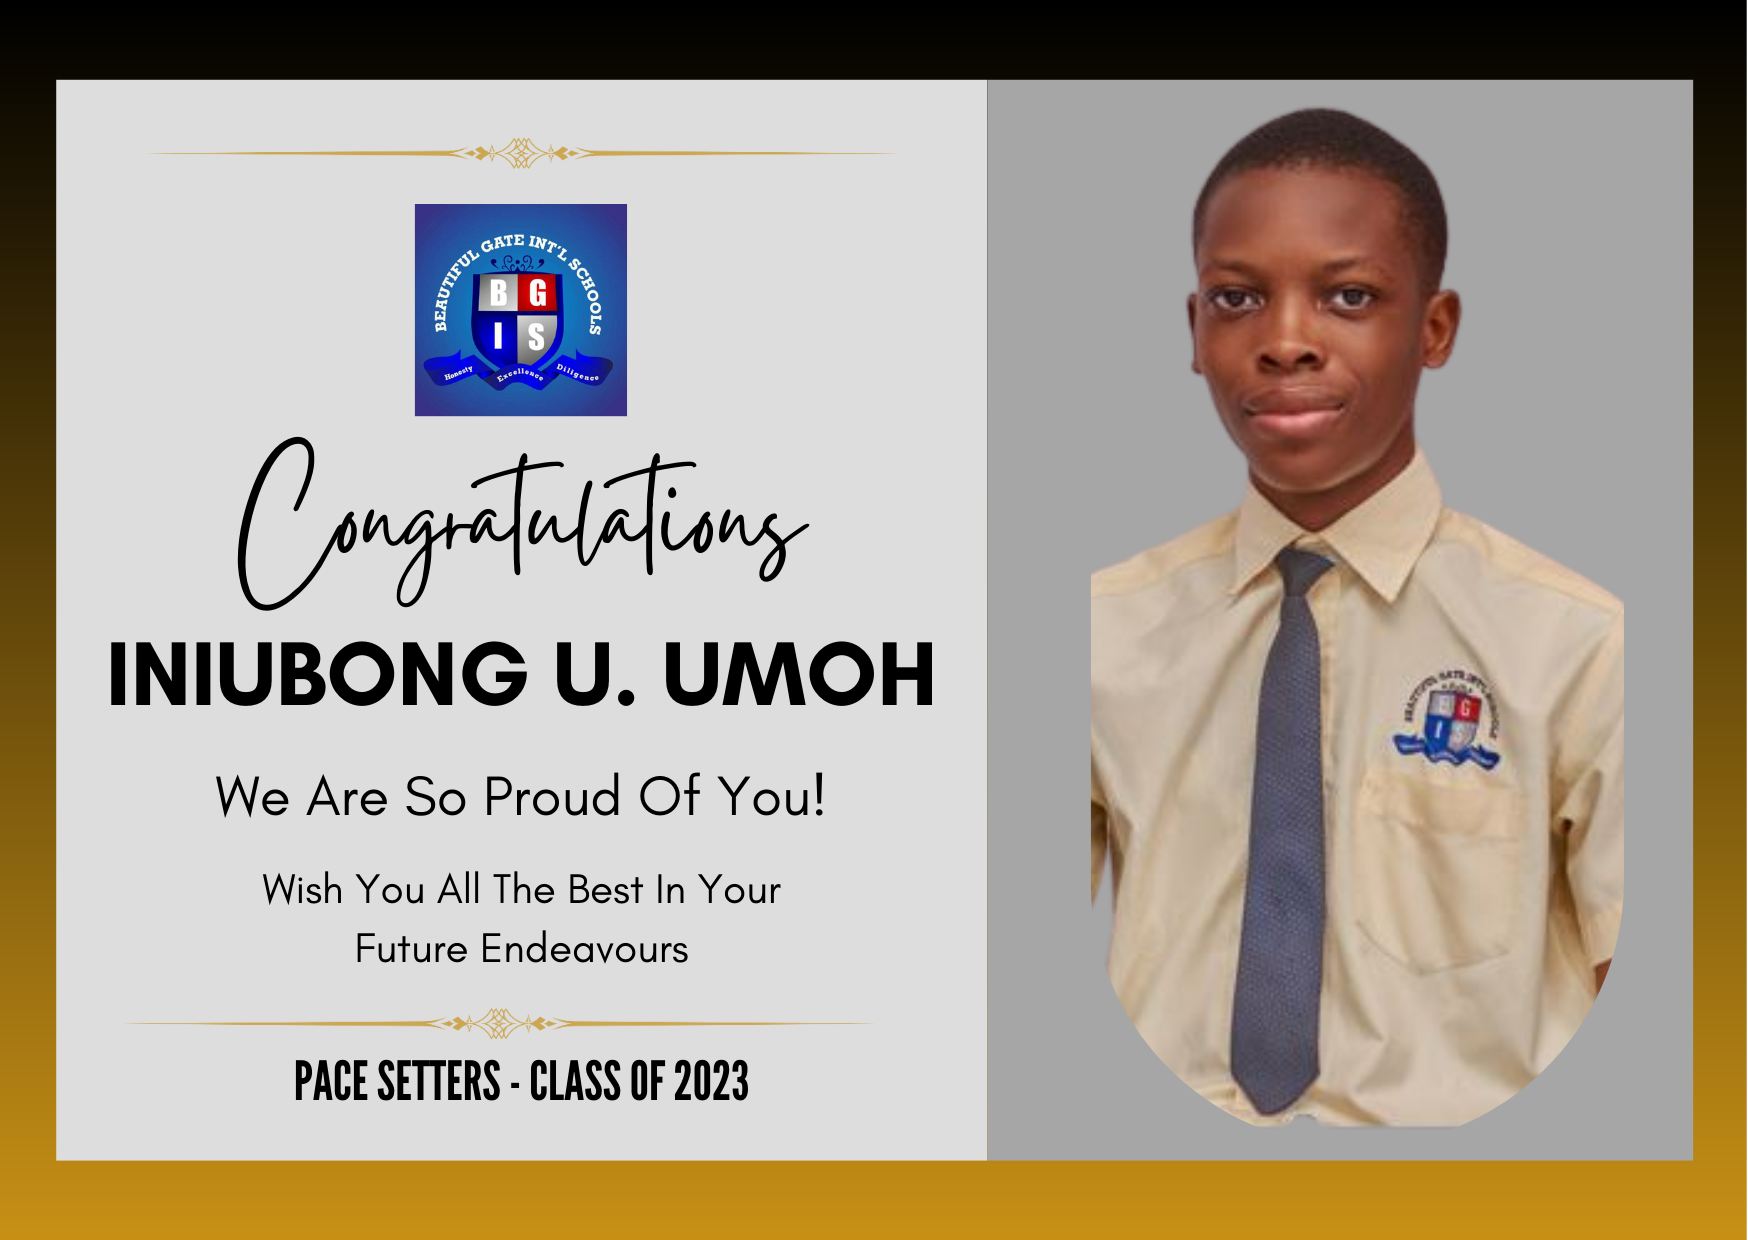 BEAUTIFUL GATE INT'L SCHOOLS
B G
I S
Honesty Excellence Diligence
Congratulations
INIUBONG U. UMOH
We Are So Proud Of You!
Wish You All The Best In Your
Future Endeavours
PACE SETTERS - CLASS OF 2023
G